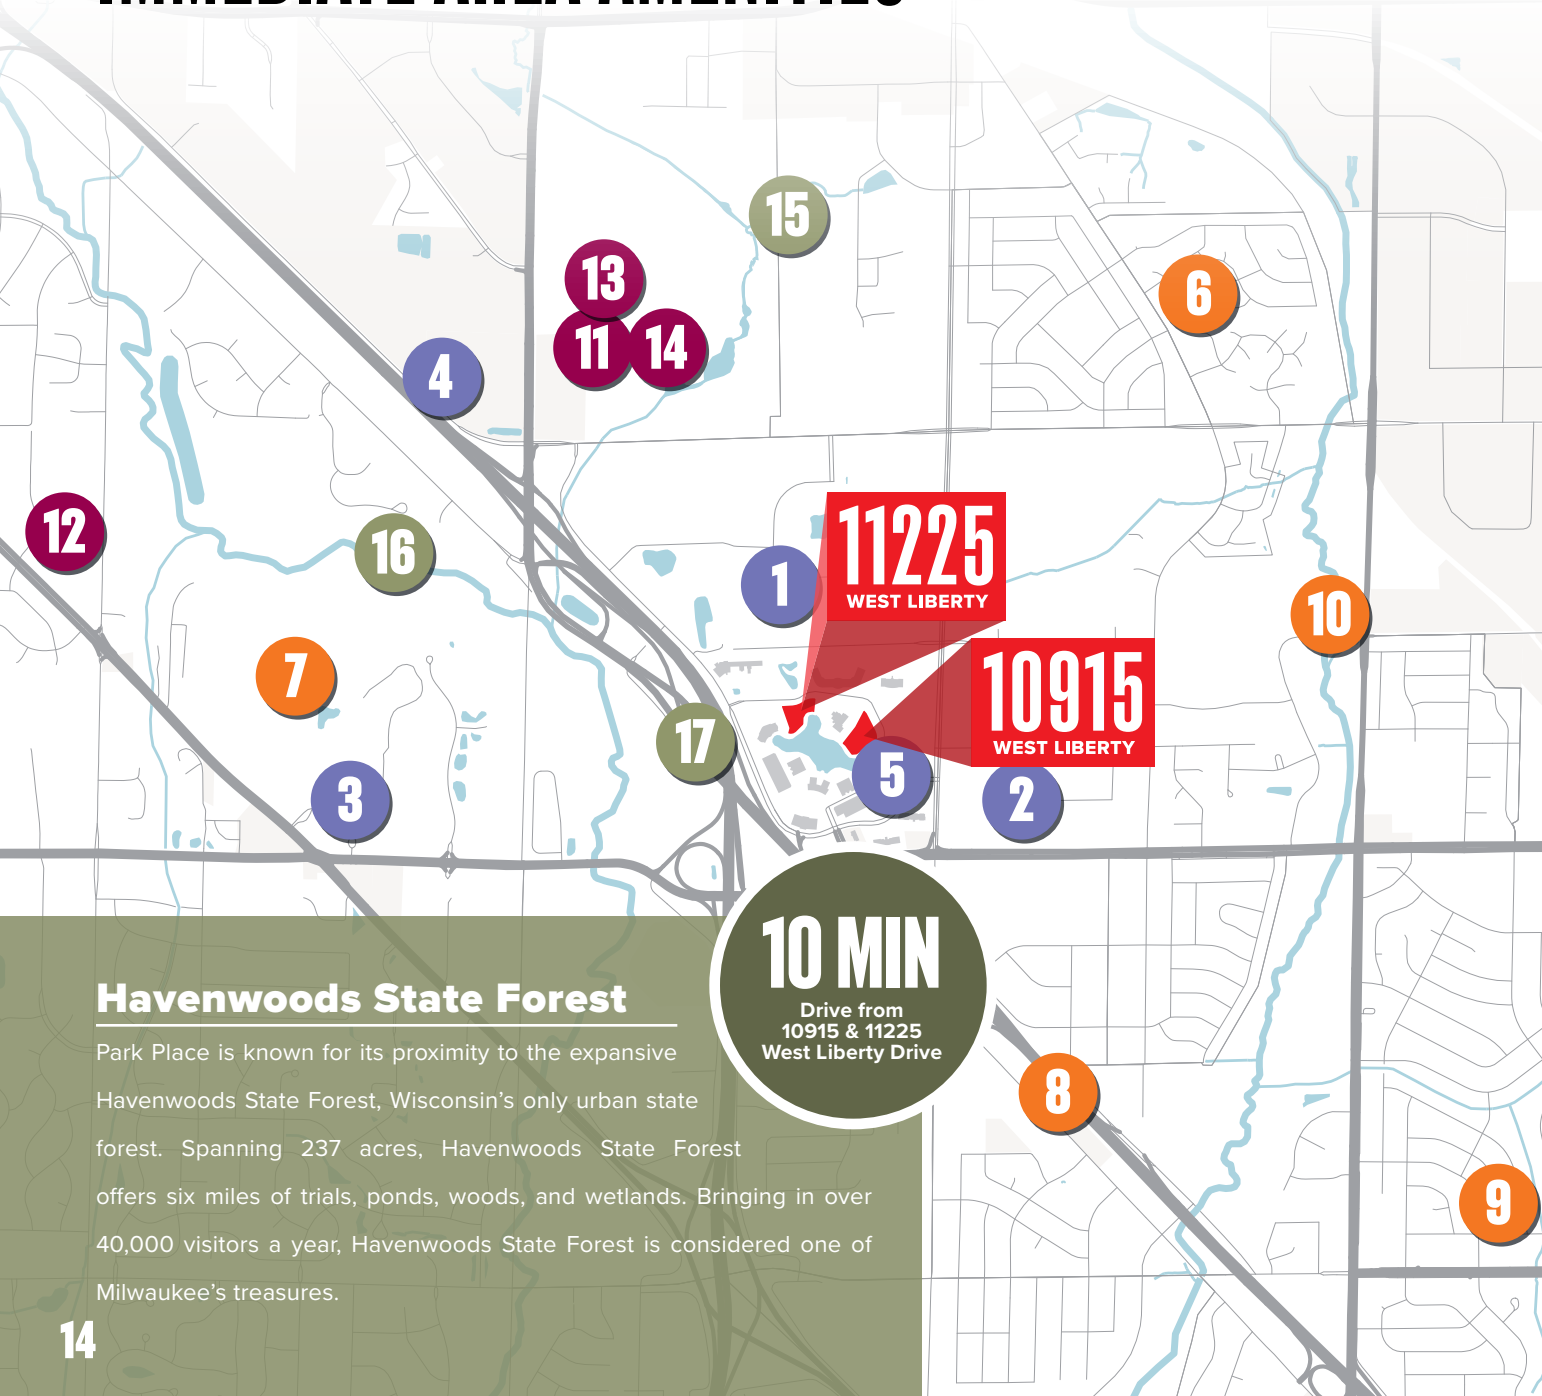 IMMEDIATE AREA AMENITIES
15
13
6
11
14
4
12
16
11225
WEST LIBERTY
1
10
10915
WEST LIBERTY
7
17
5
3
2
10 MIN
Drive from
10915 & 11225
West Liberty Drive
Havenwoods State Forest
Park Place is known for its proximity to the expansive
Havenwoods State Forest, Wisconsin's only urban state
forest. Spanning 237 acres, Havenwoods State Forest
offers six miles of trials, ponds, woods, and wetlands. Bringing in over
40,000 visitors a year, Havenwoods State Forest is considered one of
Milwaukee's treasures.
8
9
14